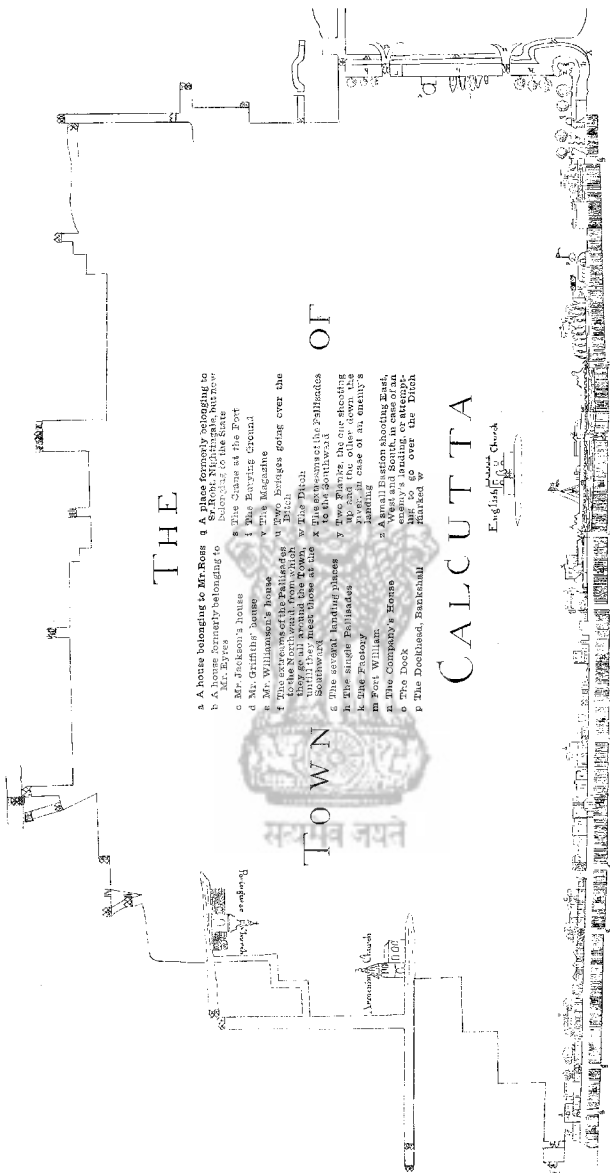 THE
TOWN OF
CALCUTTA
a A house belonging to Mr. Ross
b A house formerly belonging to
Mr. Eyres
c Mr. Jackson's house
d Mr. Griffiths' house
e Mr. Williamson's house
f The extreams of the Pallisades
to the Northward from which
they go all around the Town,
until they meet those at the
Southward
g The several landing places
h The single Pallisades
k The Factory
m Fort William
n The Company's House
o The Dock
p The Dockhead, Bankshall
q A place formerly belonging to
Sr. Robt. Nightingale, but now
belonging to the State
s The Crane at the Fort
t The Burying Ground
v The Magazine
u Two Bridges going over the
Ditch
w The Ditch
x The extreams of the Pallisades
to the Southward
y Two Flanks, the one shooting
up and the other down the
river, in case of an enemy's
landing
z A small Bastion shooting East,
West and South, in case of an
enemy's landing, or attempt-
ing to go over the Ditch
marked w
Portuguese
Church
Armenian Church
English Church
सत्यमेव जयते